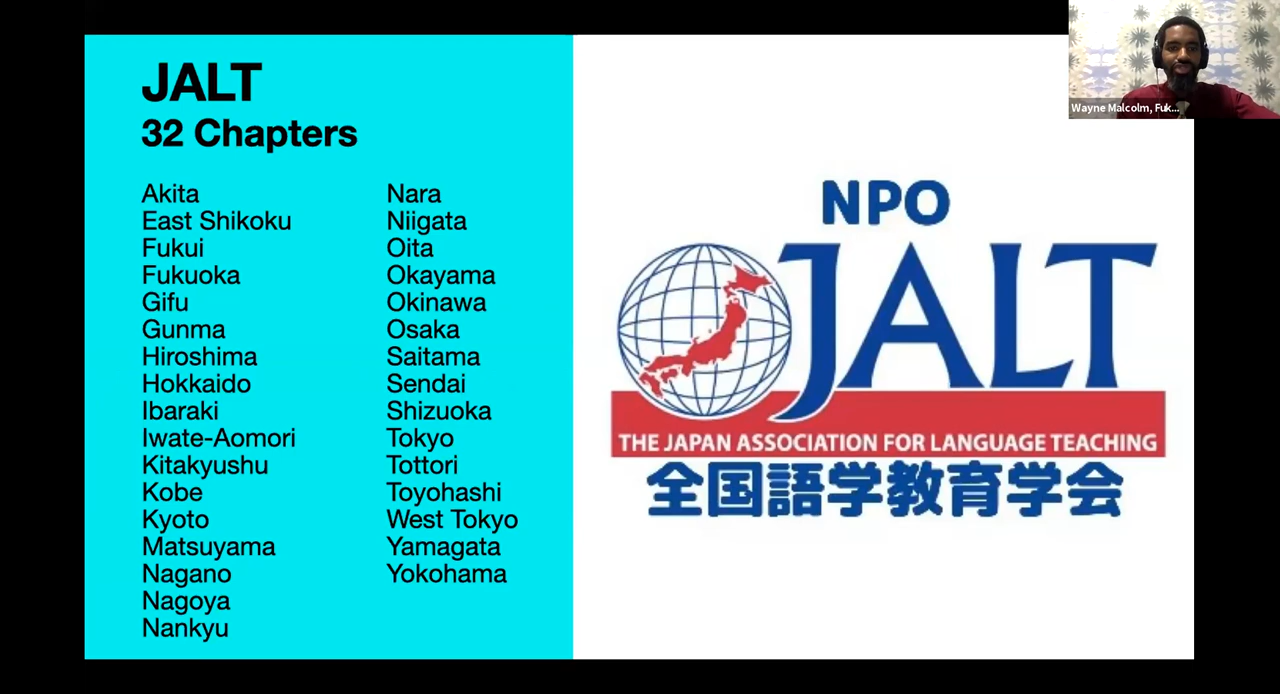 JALT
32 Chapters
Akita
East Shikoku
Fukui
Fukuoka
Gifu
Gunma
Hiroshima
Hokkaido
Ibaraki
Iwate-Aomori
Kitakyushu
Kobe
Kyoto
Matsuyama
Nagano
Nagoya
Nankyu
Nara
Niigata
Oita
Okayama
Okinawa
Osaka
Saitama
Sendai
Shizuoka
Tokyo
Tottori
Toyohashi
West Tokyo
Yamagata
Yokohama
NPO
JALT
THE JAPAN ASSOCIATION FOR LANGUAGE TEACHING
全国語学教育学会
Wayne Malcolm, Fuk...